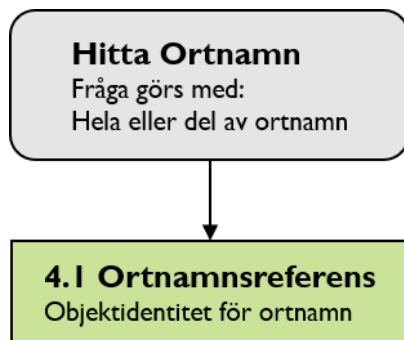 Hitta Ortnamn
Fråga görs med:
Hela eller del av ortnamn
4.1 Ortnamnsreferens
Objektidentitet för ortnamn